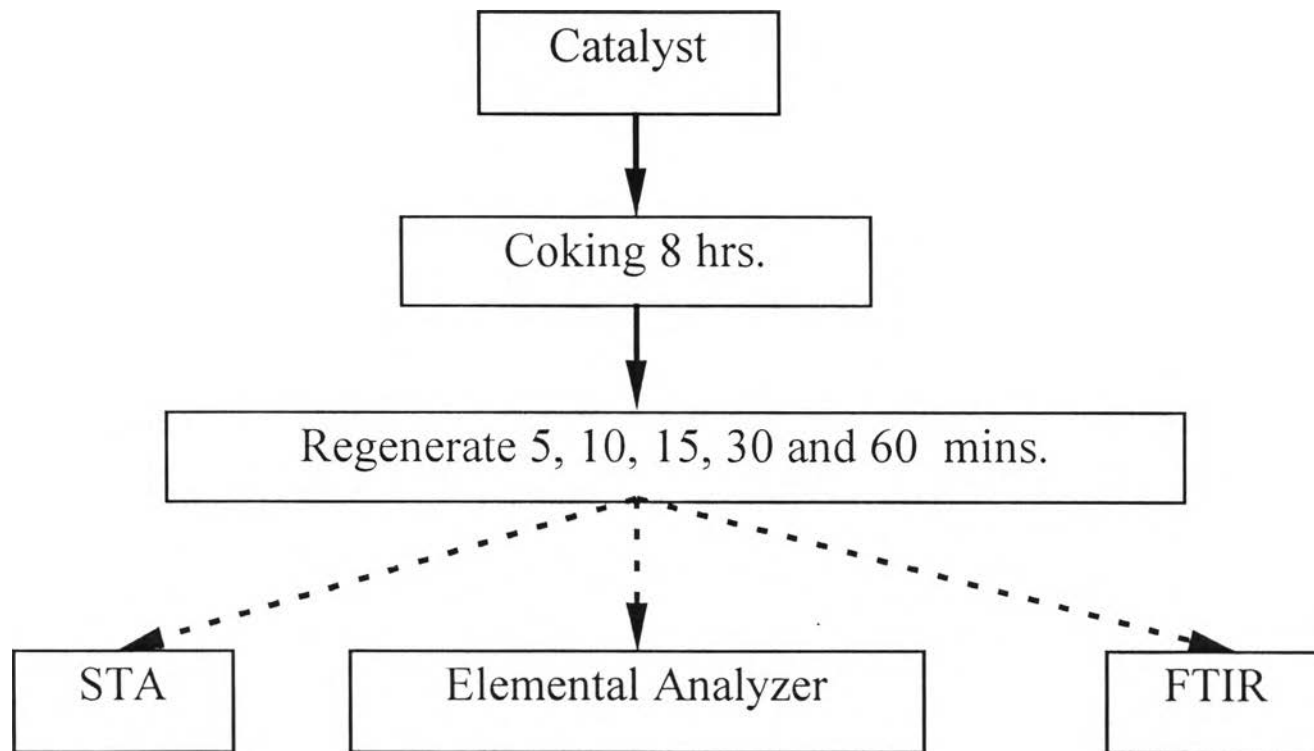 Catalyst
Coking 8 hrs.
Regenerate 5, 10, 15, 30 and 60 mins.
STA
Elemental Analyzer
FTIR